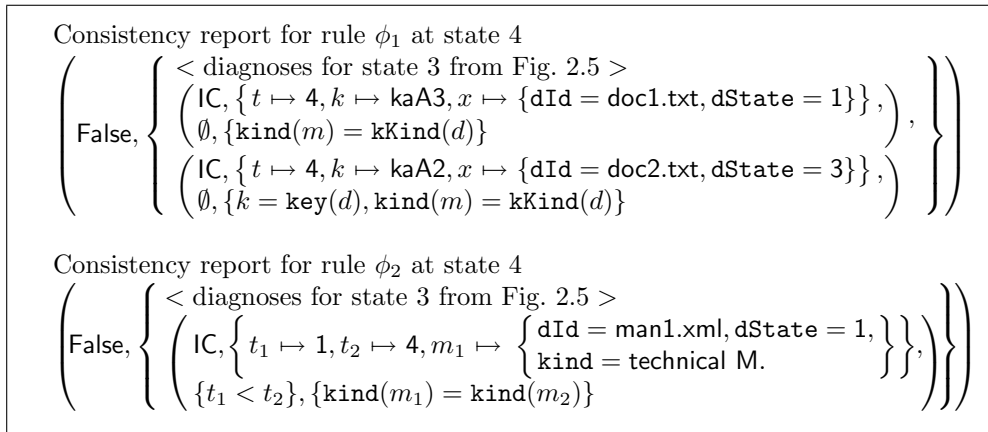 Consistency report for rule ϕ₁ at state 4
< diagnoses for state 3 from Fig. 2.5 >
(IC, {t ↦ 4, k ↦ kaA3, x ↦ {dId = doc1.txt, dState = 1}},
(False, { ∅, {kind(m) = kKind(d)}), })
(IC, {t ↦ 4, k ↦ kaA2, x ↦ {dId = doc2.txt, dState = 3}},
∅, {k = key(d), kind(m) = kKind(d)})
Consistency report for rule ϕ₂ at state 4
< diagnoses for state 3 from Fig. 2.5 >
(False, { (IC, {t₁ ↦ 1, t₂ ↦ 4, m₁ ↦ {dId = man1.xml, dState = 1,
kind = technical M.}},
{t₁ < t₂}, {kind(m₁) = kind(m₂)}) })